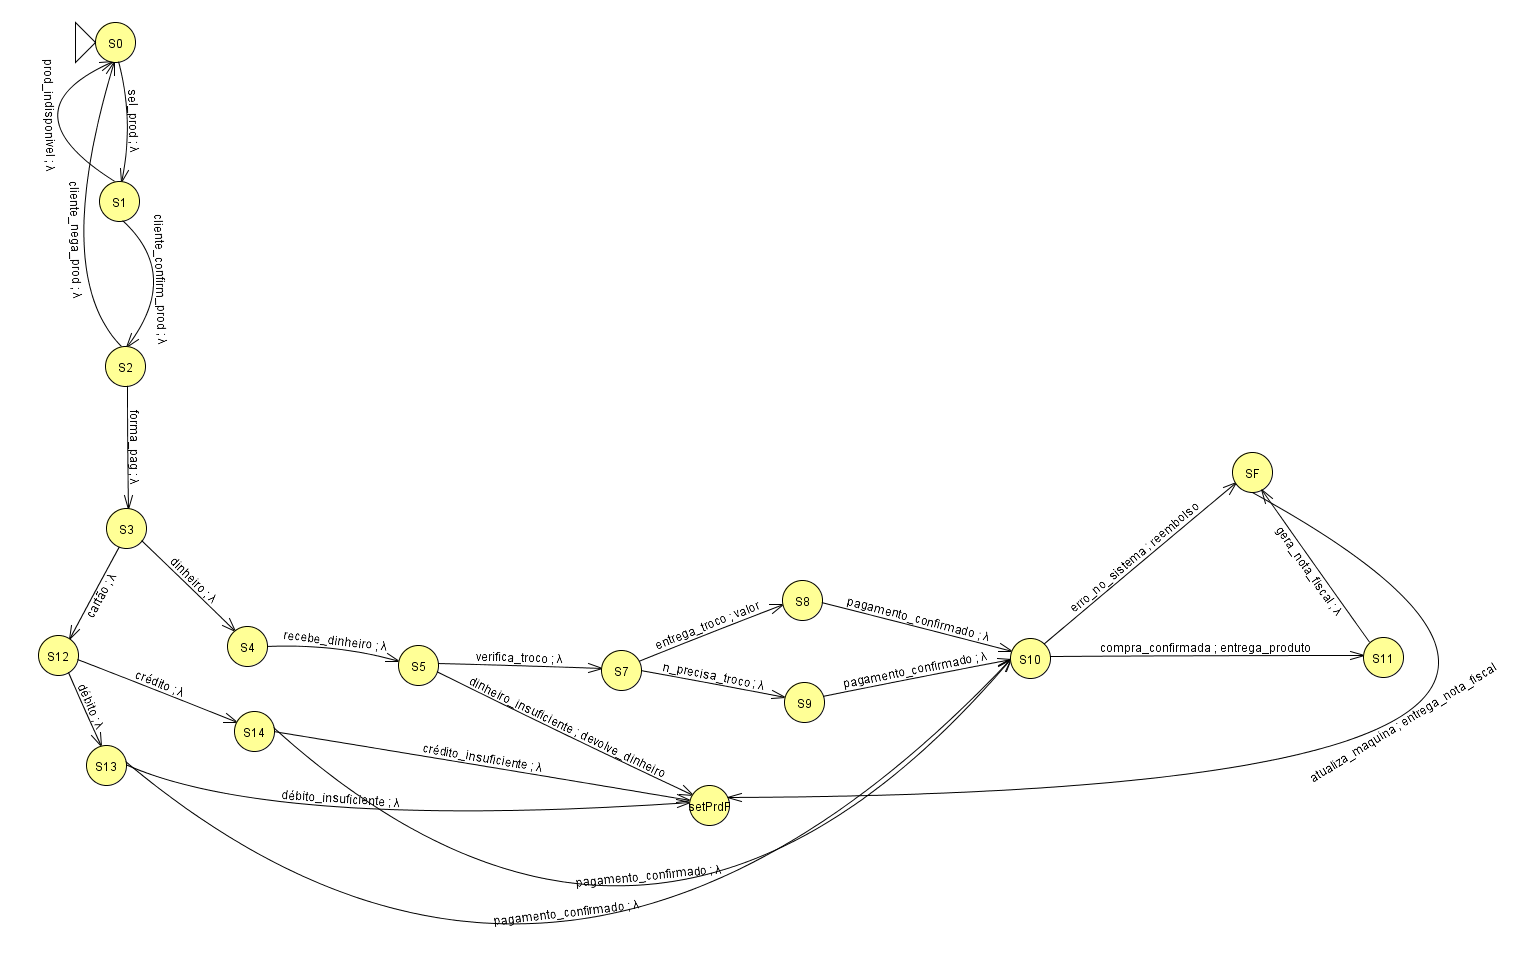 S0
sel_prod ; λ
prod_indisponivel ; λ
S1
cliente_nega_prod ; λ
cliente_confirm_prod ; λ
S2
forma_pag ; λ
S3
cartão ; λ
dinheiro ; λ
S12
S4
recebe_dinheiro ; λ
S5
verifica_troco ; λ
S7
entrega_troco ; valor
S8
pagamento_confirmado ; λ
n_precisa_troco ; λ
S9
pagamento_confirmado ; λ
S10
erro_no_sistema ; reembolso
SF
compra_confirmada ; entrega_produto
S11
gera_nota_fiscal ; λ
atualiza_maquina ; entrega_nota_fiscal
débito ; λ
crédito ; λ
S14
S13
dinheiro_insuficiente ; devolve_dinheiro
crédito_insuficiente ; λ
débito_insuficiente ; λ
setPrdF
pagamento_confirmado ; λ
pagamento_confirmado ; λ